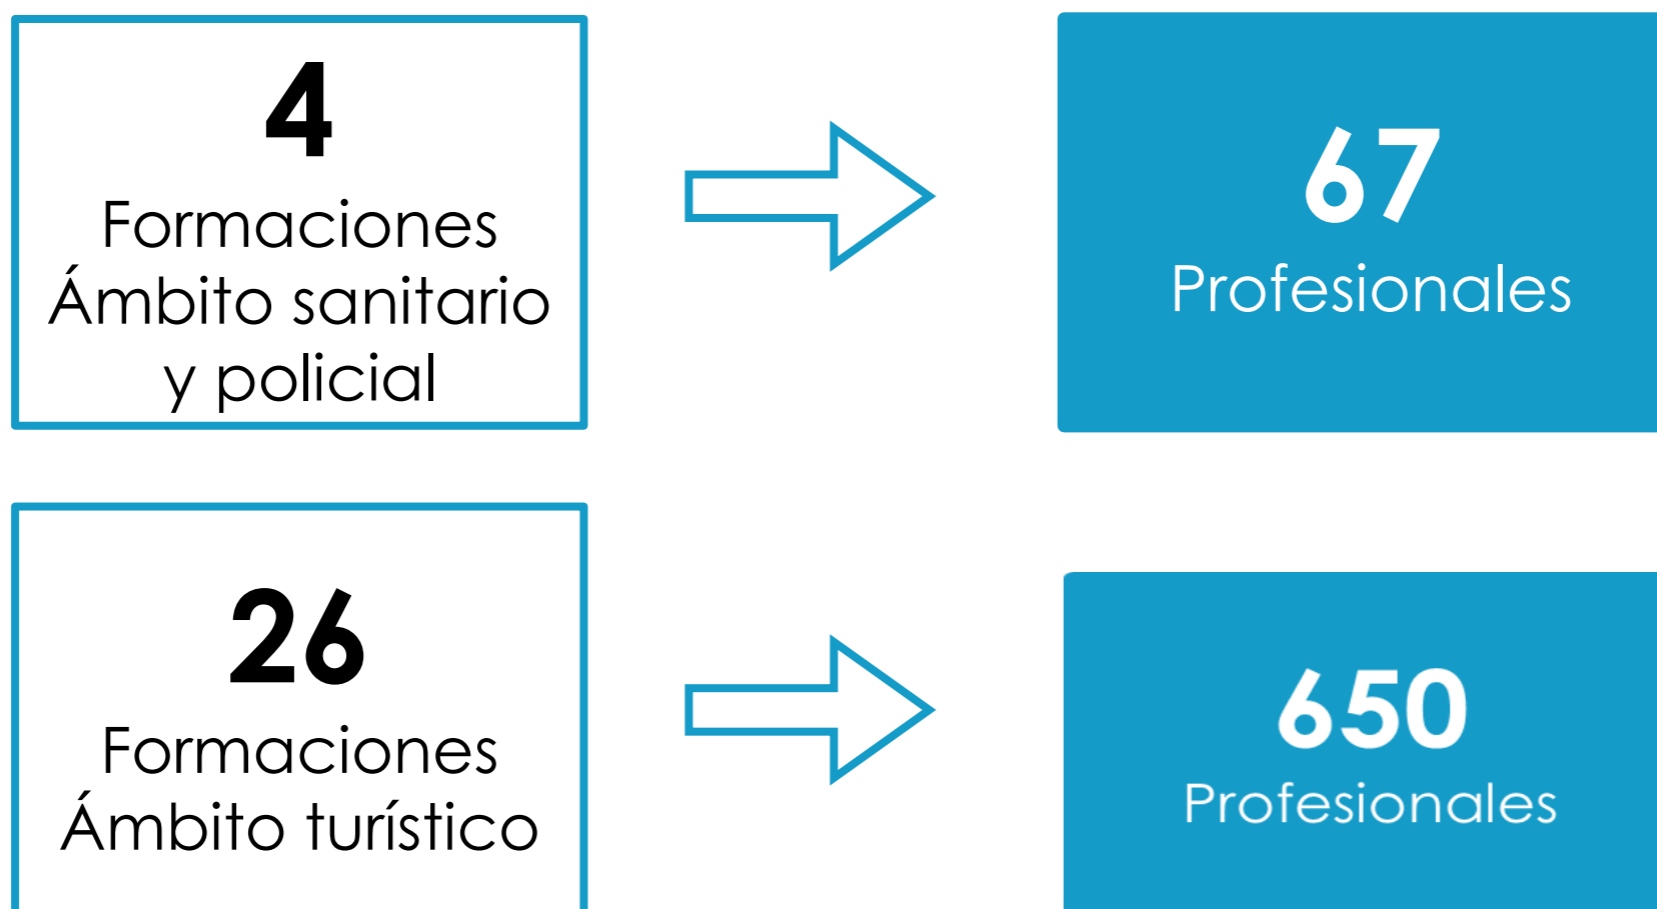 4
Formaciones
Ámbito sanitario
y policial
67
Profesionales
26
Formaciones
Ámbito turístico
650
Profesionales